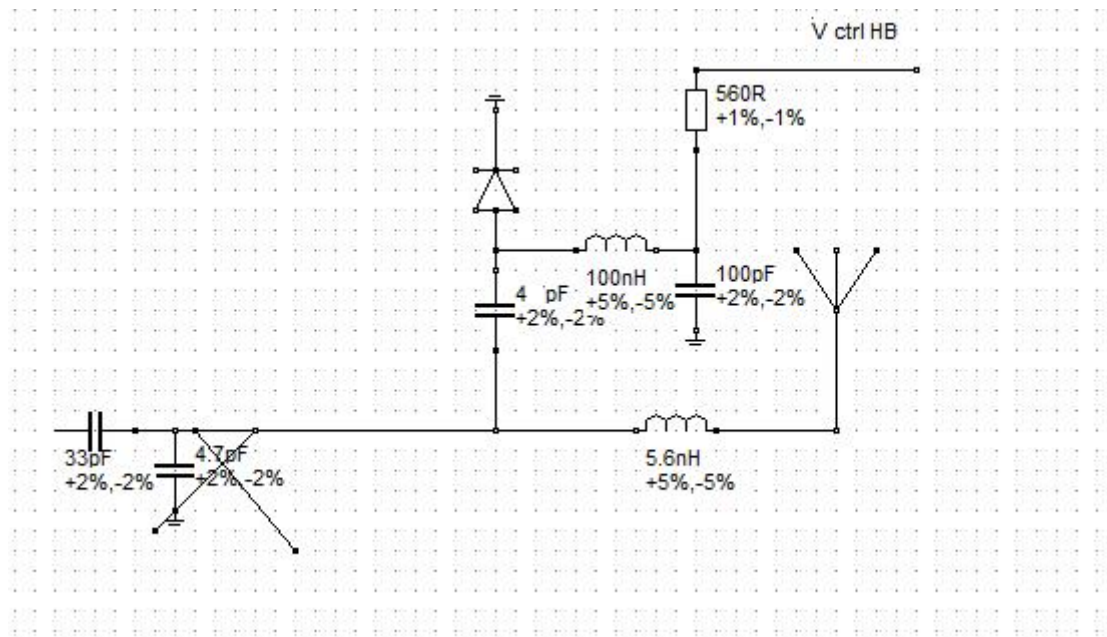 V ctrl HB
560R
+1%,-1%
100nH
+5%,-5%
100pF
+2%,-2%
4 pF
+2%,-2%
33pF
+2%,-2%
4.7pF
+2%,-2%
5.6nH
+5%,-5%